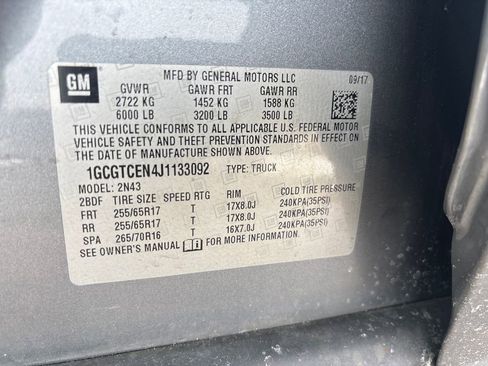 GM
MFD BY GENERAL MOTORS LLC 09/17
GVWR GAWR FRT GAWR RR
2722 KG 1452 KG 1588 KG
6000 LB 3200 LB 3500 LB
THIS VEHICLE CONFORMS TO ALL APPLICABLE U.S. FEDERAL MOTOR
VEHICLE SAFETY AND THEFT PREVENTION STANDARDS IN EFFECT ON
THE DATE OF MANUFACTURE SHOWN ABOVE.
1GCGTCEN4J1133092 TYPE: TRUCK
MODEL: 2N43
2BDF TIRE SIZE SPEED RTG RIM COLD TIRE PRESSURE
FRT 255/65R17 T 17X8.0J 240KPA(35PSI)
RR 255/65R17 T 17X8.0J 240KPA(35PSI)
SPA 265/70R16 T 16X7.0J 240KPA(35PSI)
SEE OWNER'S MANUAL FOR MORE INFORMATION.